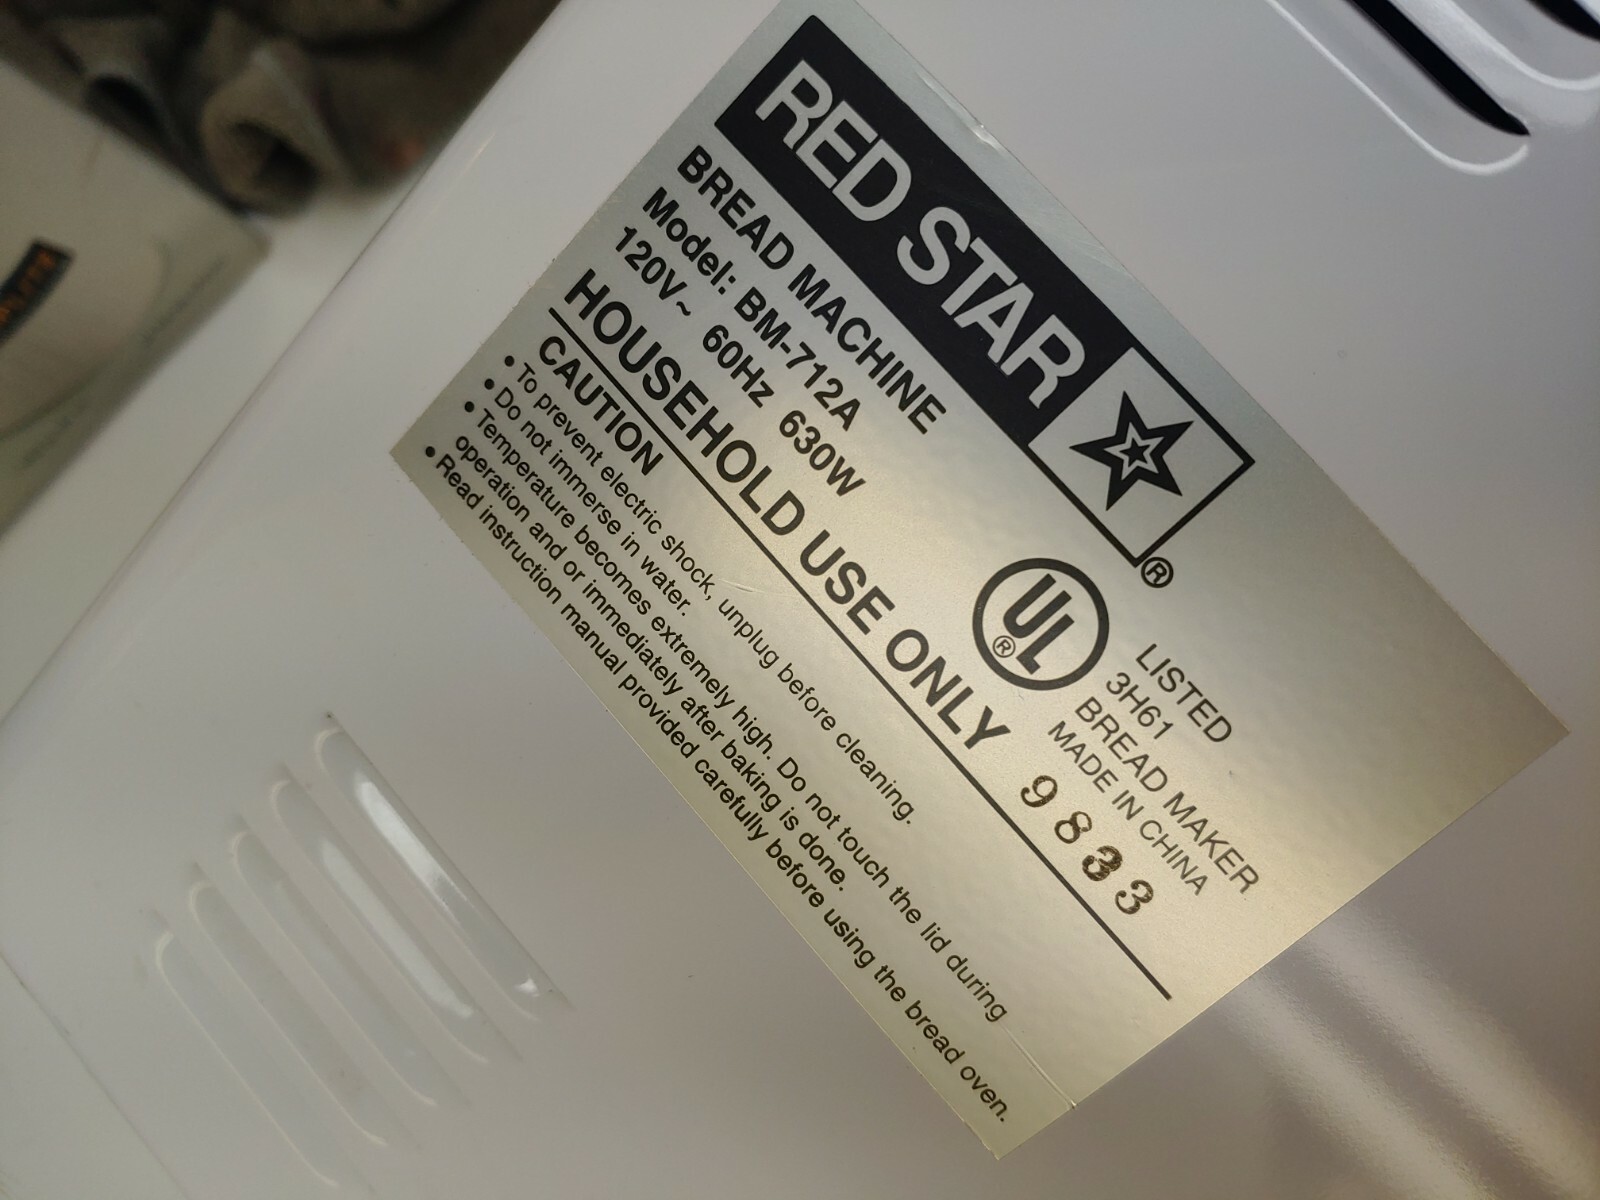 RED STAR
®
BREAD MACHINE
Model: BM-712A
120V~ 60Hz 630W
HOUSEHOLD USE ONLY
UL
®
LISTED
3H61
BREAD MAKER
MADE IN CHINA
9833
CAUTION
• To prevent electric shock, unplug before cleaning.
• Do not immerse in water.
• Temperature becomes extremely high. Do not touch the lid during
operation and or immediately after baking is done.
• Read instruction manual provided carefully before using the bread oven.